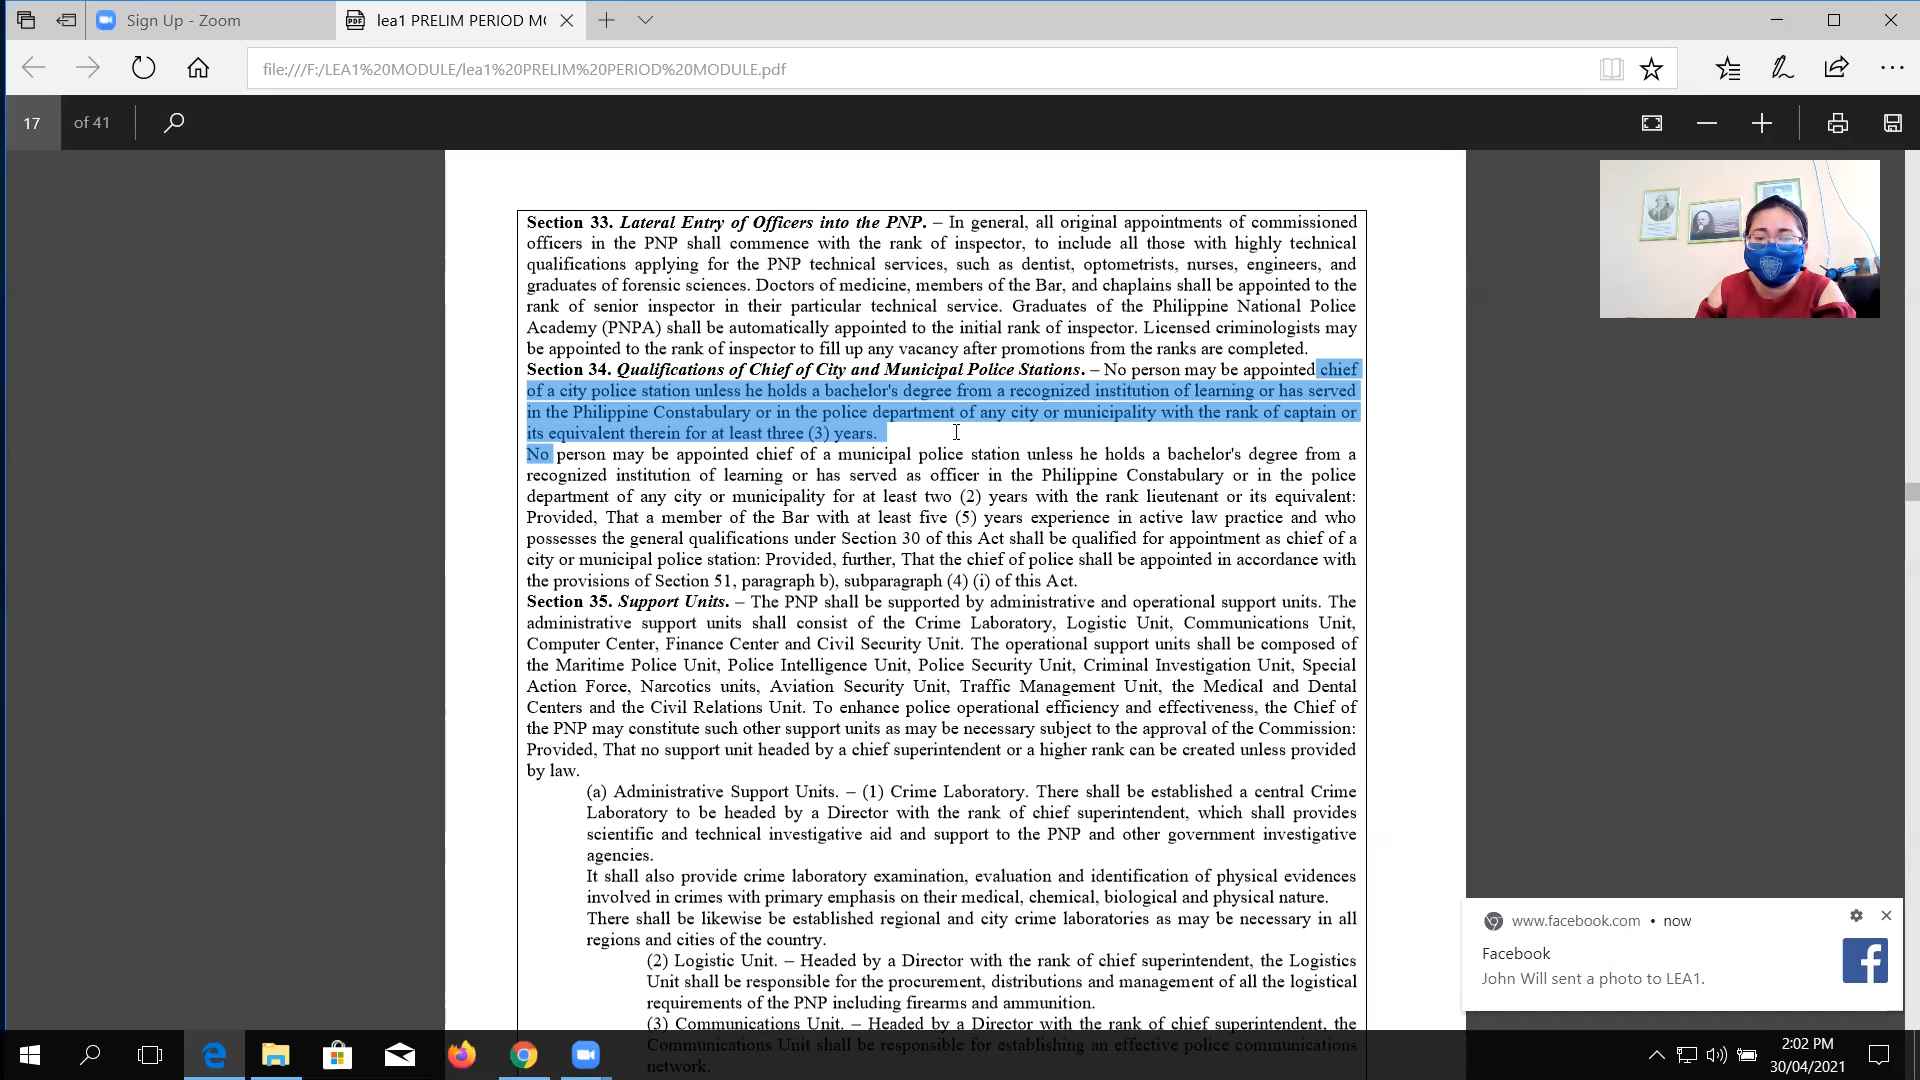 Sign Up - Zoom
lea1 PRELIM PERIOD MO
file:///F:/LEA1%20MODULE/lea1%20PRELIM%20PERIOD%20MODULE.pdf
17 of 41
Section 33. Lateral Entry of Officers into the PNP. – In general, all original appointments of commissioned
officers in the PNP shall commence with the rank of inspector, to include all those with highly technical
qualifications applying for the PNP technical services, such as dentist, optometrists, nurses, engineers, and
graduates of forensic sciences. Doctors of medicine, members of the Bar, and chaplains shall be appointed to the
rank of senior inspector in their particular technical service. Graduates of the Philippine National Police
Academy (PNPA) shall be automatically appointed to the initial rank of inspector. Licensed criminologists may
be appointed to the rank of inspector to fill up any vacancy after promotions from the ranks are completed.
Section 34. Qualifications of Chief of City and Municipal Police Stations. – No person may be appointed chief
of a city police station unless he holds a bachelor's degree from a recognized institution of learning or has served
in the Philippine Constabulary or in the police department of any city or municipality with the rank of captain or
its equivalent therein for at least three (3) years.
No person may be appointed chief of a municipal police station unless he holds a bachelor's degree from a
recognized institution of learning or has served as officer in the Philippine Constabulary or in the police
department of any city or municipality for at least two (2) years with the rank lieutenant or its equivalent:
Provided, That a member of the Bar with at least five (5) years experience in active law practice and who
possesses the general qualifications under Section 30 of this Act shall be qualified for appointment as chief of a
city or municipal police station: Provided, further, That the chief of police shall be appointed in accordance with
the provisions of Section 51, paragraph b), subparagraph (4) (i) of this Act.
Section 35. Support Units. – The PNP shall be supported by administrative and operational support units. The
administrative support units shall consist of the Crime Laboratory, Logistic Unit, Communications Unit,
Computer Center, Finance Center and Civil Security Unit. The operational support units shall be composed of
the Maritime Police Unit, Police Intelligence Unit, Police Security Unit, Criminal Investigation Unit, Special
Action Force, Narcotics units, Aviation Security Unit, Traffic Management Unit, the Medical and Dental
Centers and the Civil Relations Unit. To enhance police operational efficiency and effectiveness, the Chief of
the PNP may constitute such other support units as may be necessary subject to the approval of the Commission:
Provided, That no support unit headed by a chief superintendent or a higher rank can be created unless provided
by law.
(a) Administrative Support Units. – (1) Crime Laboratory. There shall be established a central Crime
Laboratory to be headed by a Director with the rank of chief superintendent, which shall provides
scientific and technical investigative aid and support to the PNP and other government investigative
agencies.
It shall also provide crime laboratory examination, evaluation and identification of physical evidences
involved in crimes with primary emphasis on their medical, chemical, biological and physical nature.
There shall be likewise be established regional and city crime laboratories as may be necessary in all
regions and cities of the country.
(2) Logistic Unit. – Headed by a Director with the rank of chief superintendent, the Logistics
Unit shall be responsible for the procurement, distributions and management of all the logistical
requirements of the PNP including firearms and ammunition.
(3) Communications Unit. – Headed by a Director with the rank of chief superintendent, the
Communications Unit shall be responsible for establishing an effective police communications
network.
www.facebook.com • now
Facebook
John Will sent a photo to LEA1.
2:02 PM
30/04/2021